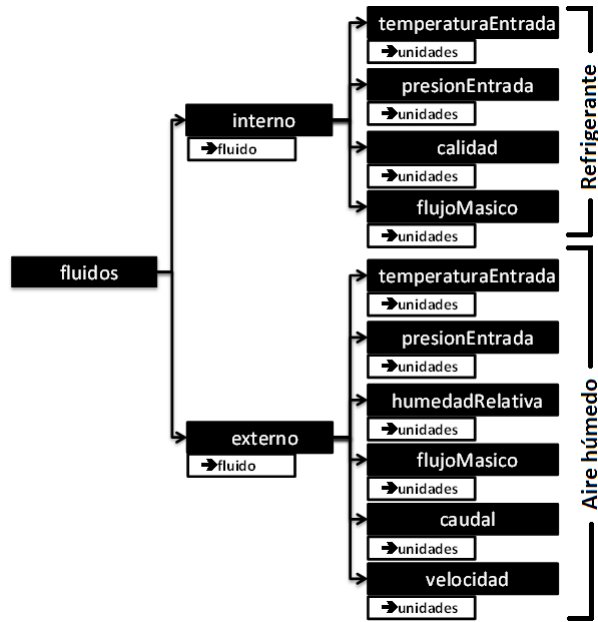 fluidos
interno
➔fluido
temperaturaEntrada
➔unidades
presionEntrada
➔unidades
calidad
➔unidades
flujoMasico
➔unidades
Refrigerante
externo
➔fluido
temperaturaEntrada
➔unidades
presionEntrada
➔unidades
humedadRelativa
➔unidades
flujoMasico
➔unidades
caudal
➔unidades
velocidad
➔unidades
Aire húmedo